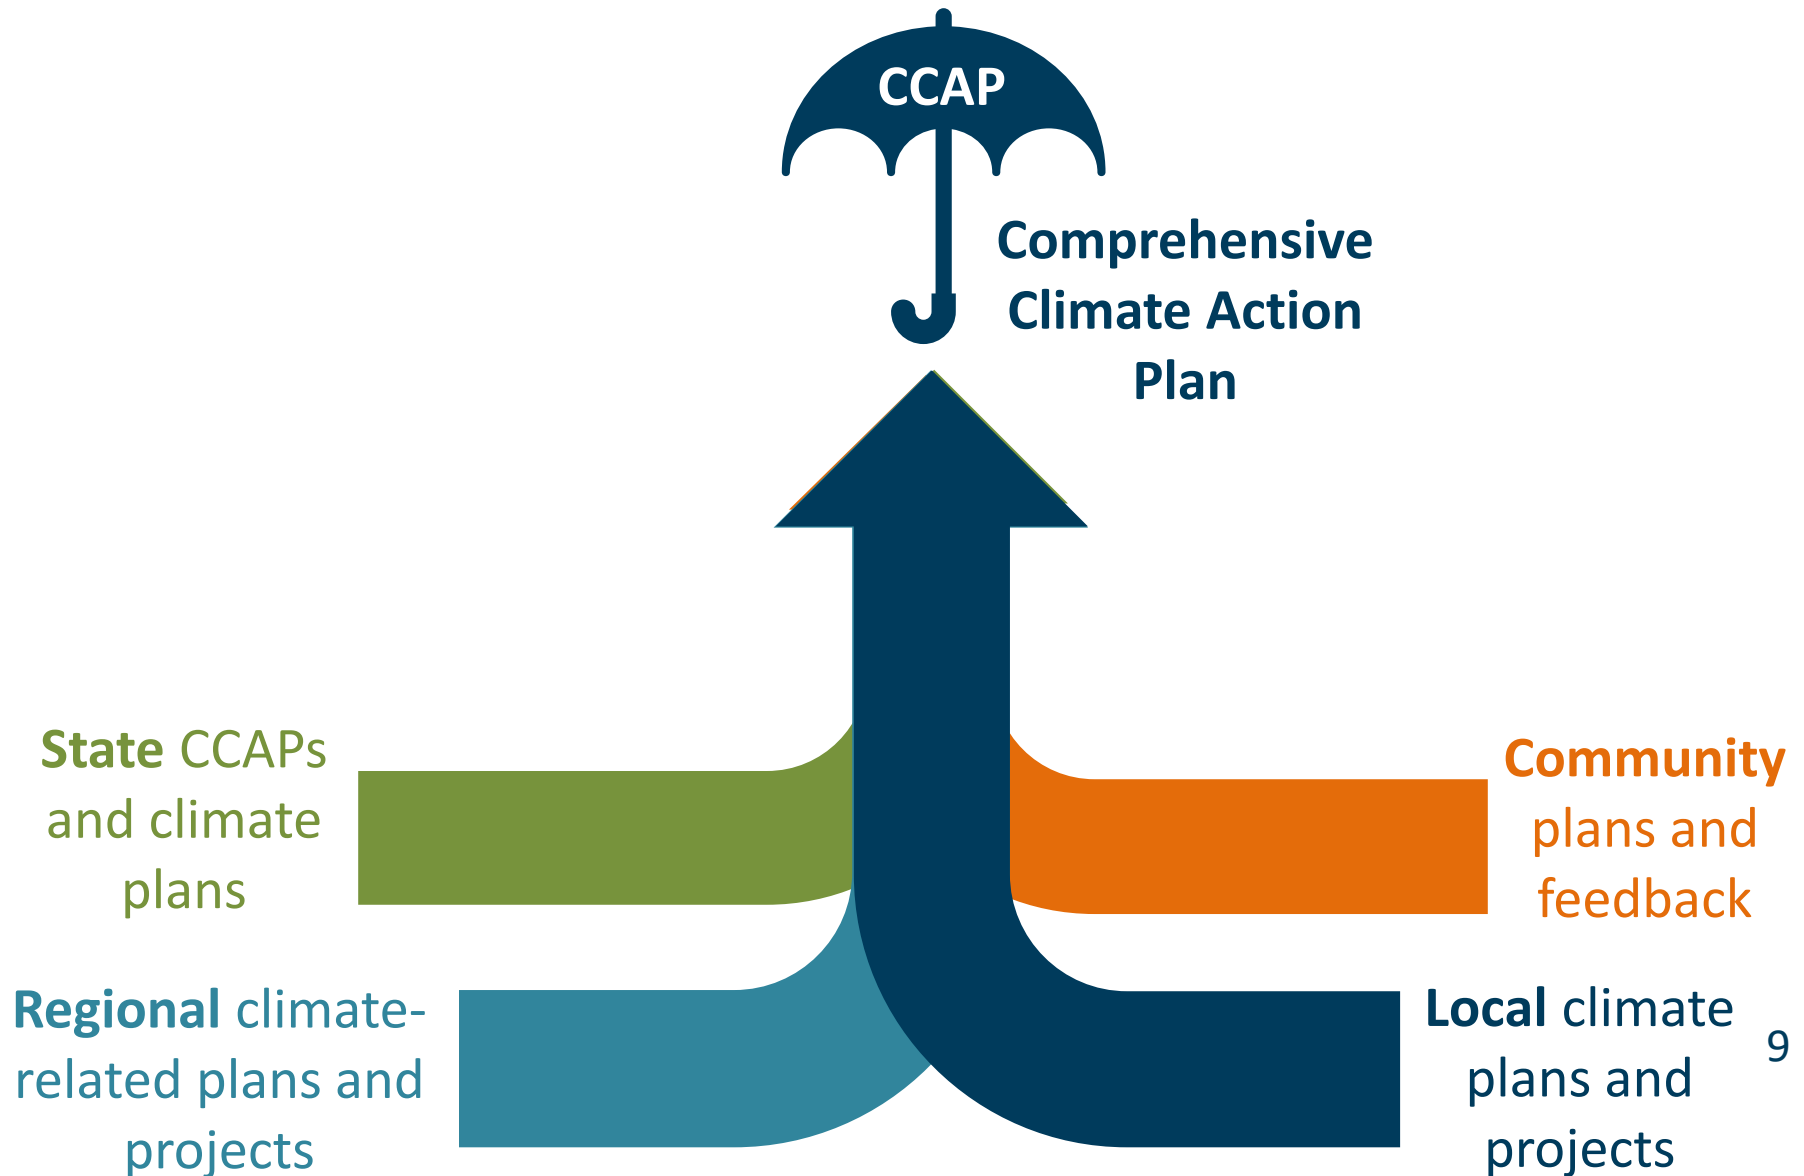 CCAP
Comprehensive
Climate Action
Plan
State CCAPs
and climate
plans
Community
plans and
feedback
Regional climate-
related plans and
projects
Local climate
plans and
projects
9